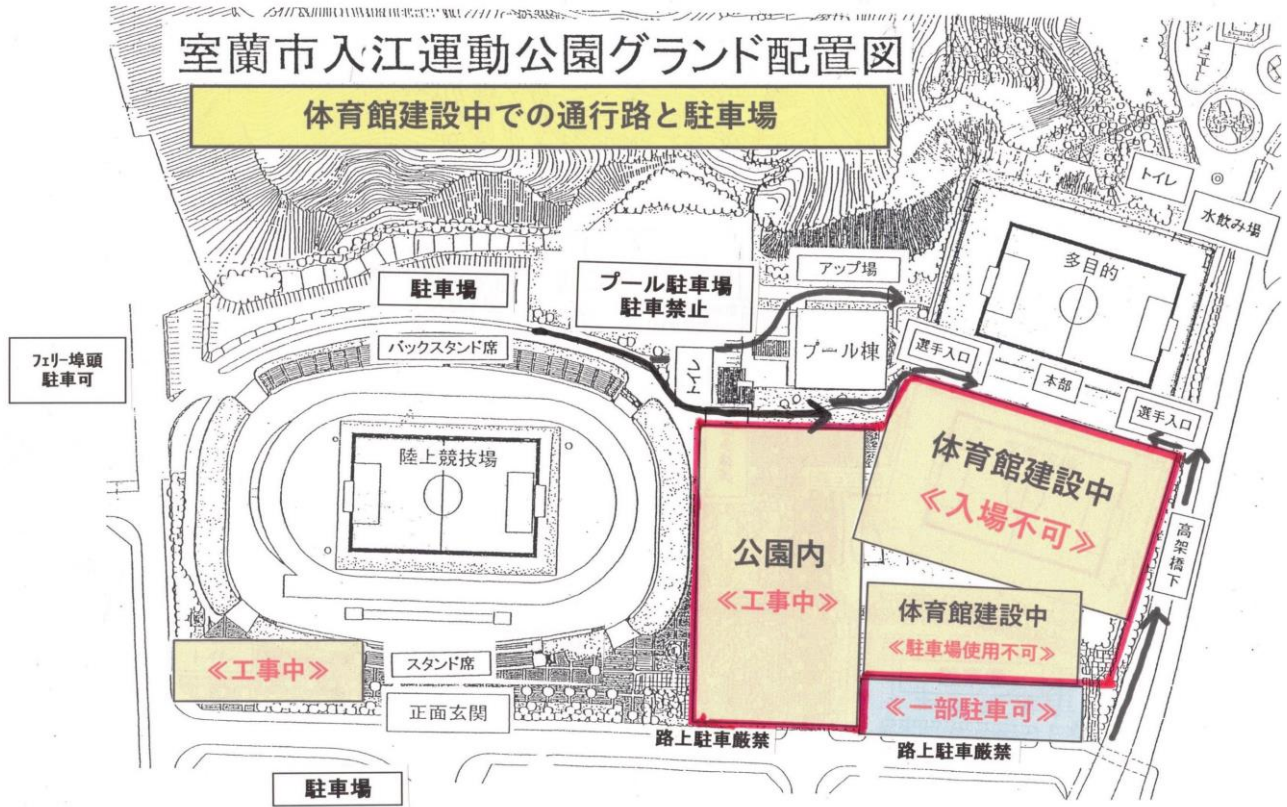 室蘭市入江運動公園グランド配置図
体育館建設中での通行路と駐車場
トイレ
水飲み場
多目的
アップ場
駐車場
プール駐車場
駐車禁止
フェリー埠頭
駐車可
バックスタンド席
トイレ
プール棟
選手入口
本部
選手入口
陸上競技場
体育館建設中
≪入場不可≫
高架橋下
公園内
≪工事中≫
体育館建設中
≪駐車場使用不可≫
≪工事中≫
スタンド席
正面玄関
≪一部駐車可≫
路上駐車厳禁
路上駐車厳禁
駐車場